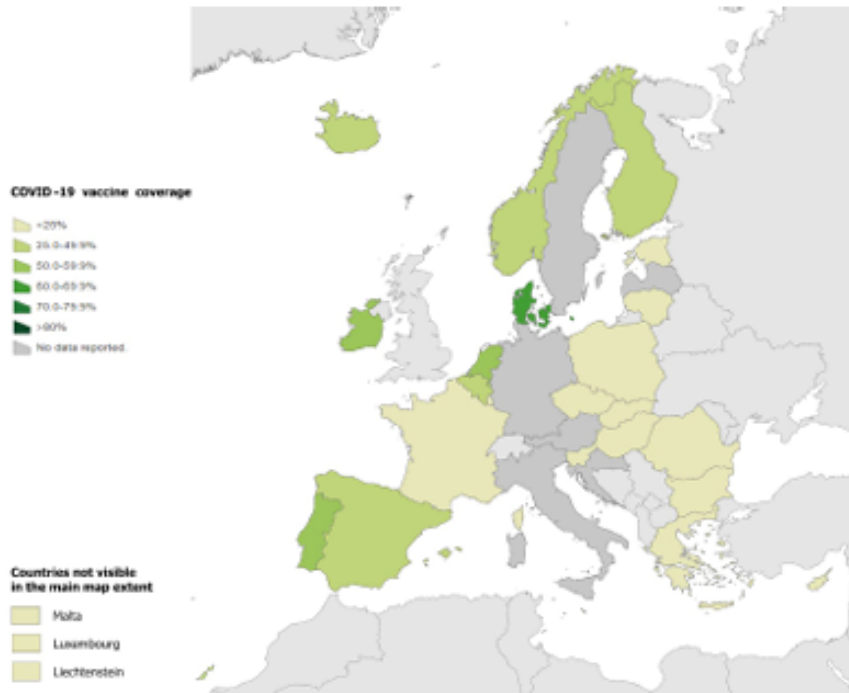 COVID-19 vaccine coverage
<25%
25.0-49.9%
50.0-59.9%
60.0-69.9%
70.0-79.9%
>80%
No data reported.
Countries not visible
in the main map extent
Malta
Luxembourg
Liechtenstein